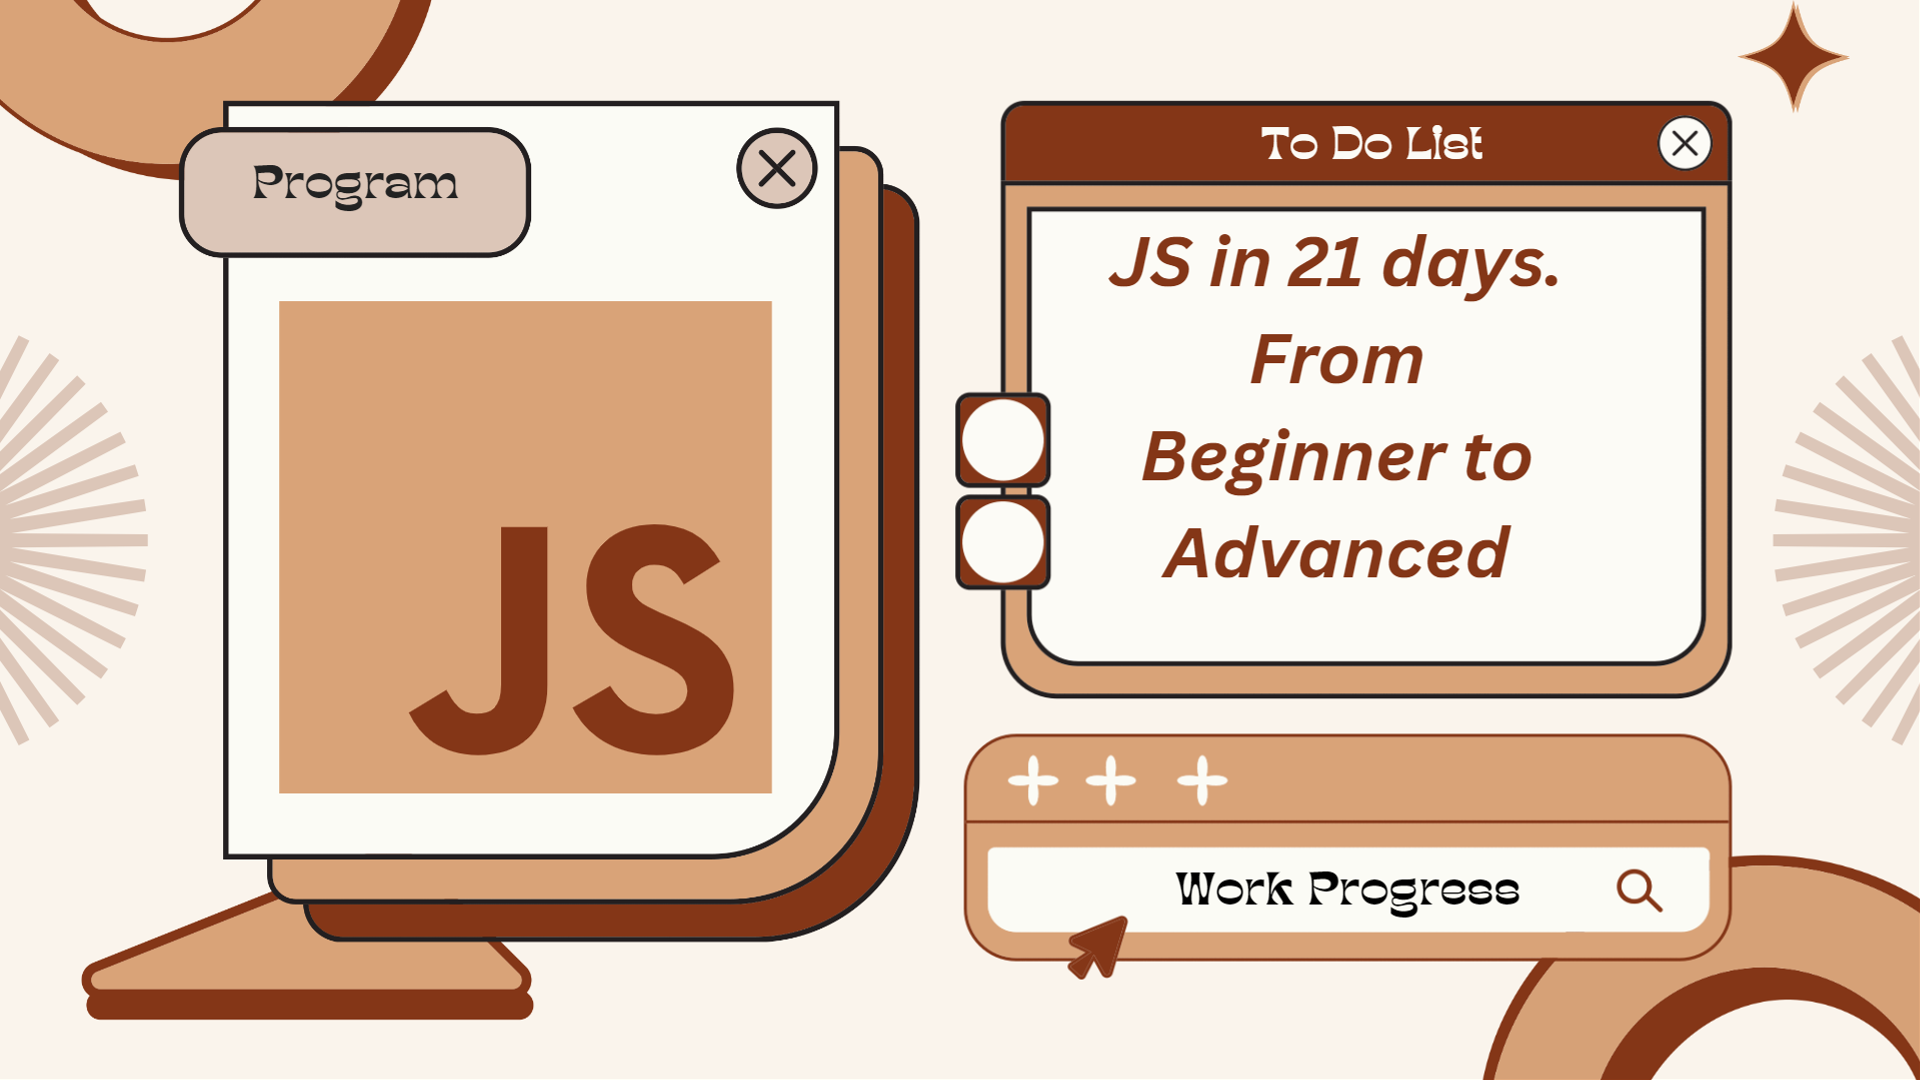 Program
JS
To Do List
JS in 21 days.
From
Beginner to
Advanced
Work Progress